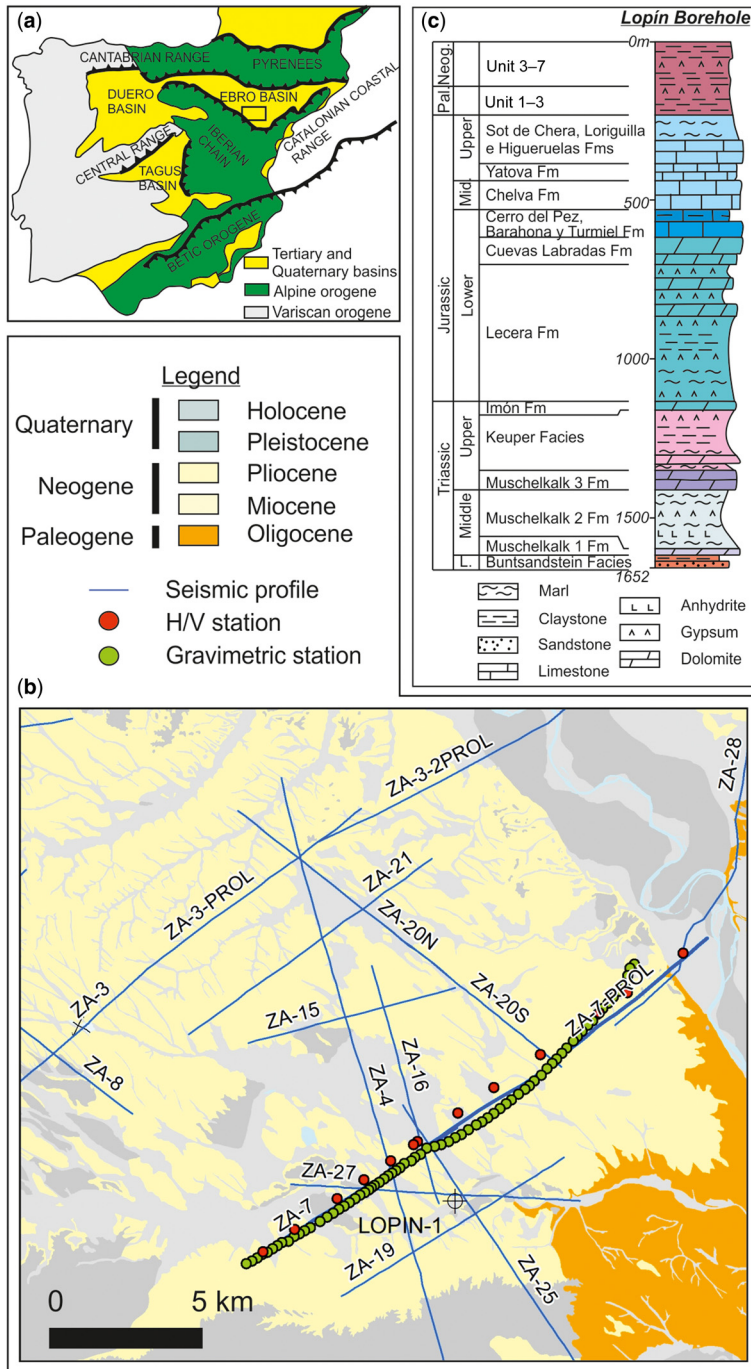 (a)
CANTABRIAN RANGE
PYRENEES
DUERO
BASIN
EBRO BASIN
CATALONIAN COASTAL
RANGE
CENTRAL RANGE
IBERIAN
CHAIN
TAGUS
BASIN
BETIC OROGENE
Tertiary and
Quaternary basins
Alpine orogene
Variscan orogene
(c)
Lopín Borehole
0m
Neog.
Unit 3–7
Pal.
Unit 1–3
Jurassic
Upper
Sot de Chera, Loriguilla
e Higueruelas Fms
Yatova Fm
Mid.
Chelva Fm
500
Lower
Cerro del Pez,
Barahona y Turmiel Fm
Cuevas Labradas Fm
Lecera Fm
1000
Triassic
Upper
Imón Fm
Keuper Facies
Muschelkalk 3 Fm
Middle
Muschelkalk 2 Fm
1500
Muschelkalk 1 Fm
L.
Buntsandstein Facies
1652
Marl
Claystone
Sandstone
Limestone
Anhydrite
Gypsum
Dolomite
Legend
Quaternary
Holocene
Pleistocene
Neogene
Pliocene
Miocene
Paleogene
Oligocene
Seismic profile
H/V station
Gravimetric station
(b)
ZA-28
ZA-3-2PROL
ZA-3-PROL
ZA-21
ZA-20N
ZA-3
ZA-20S
ZA-7-PROL
ZA-15
ZA-16
ZA-8
ZA-4
ZA-27
ZA-7
LOPIN-1
ZA-19
ZA-25
0
5 km